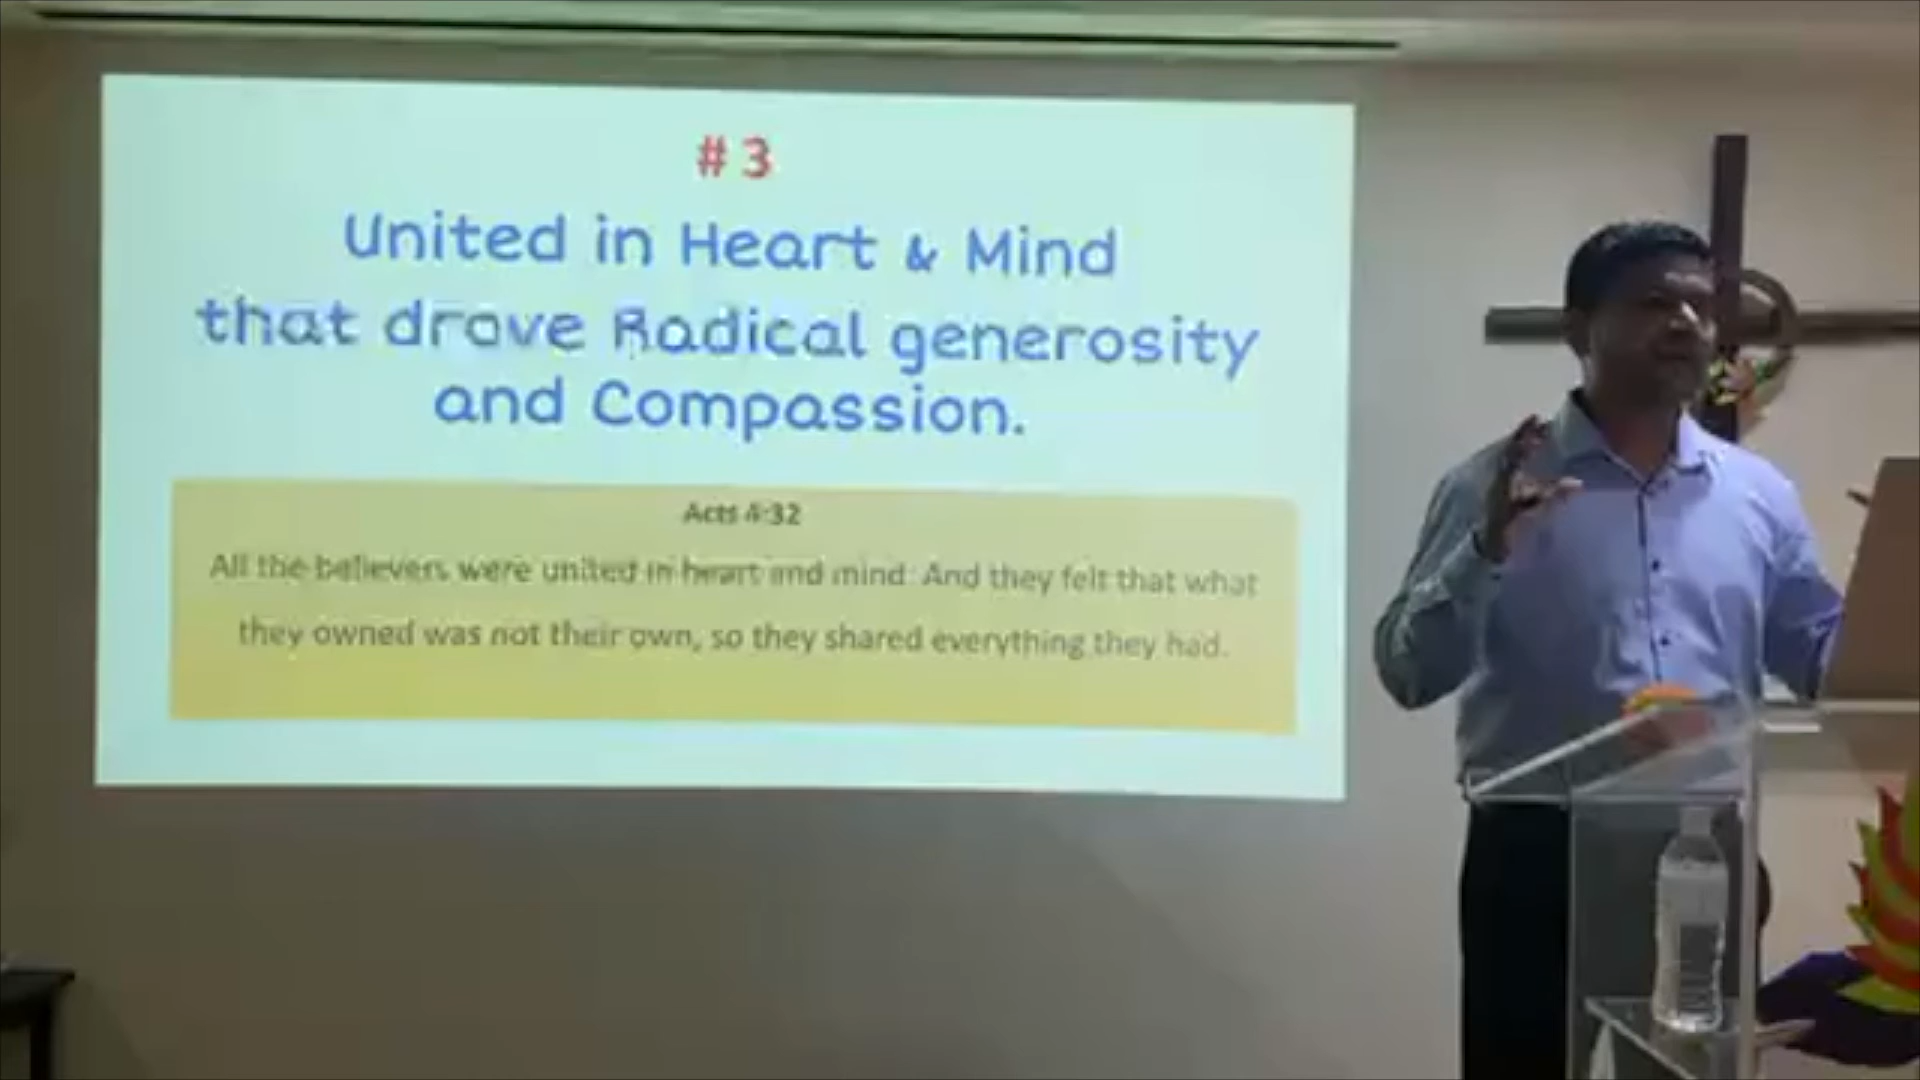 # 3
United in Heart & Mind
that drove Radical generosity
and Compassion.
Acts 4:32
All the believers were united in heart and mind. And they felt that what
they owned was not their own, so they shared everything they had.